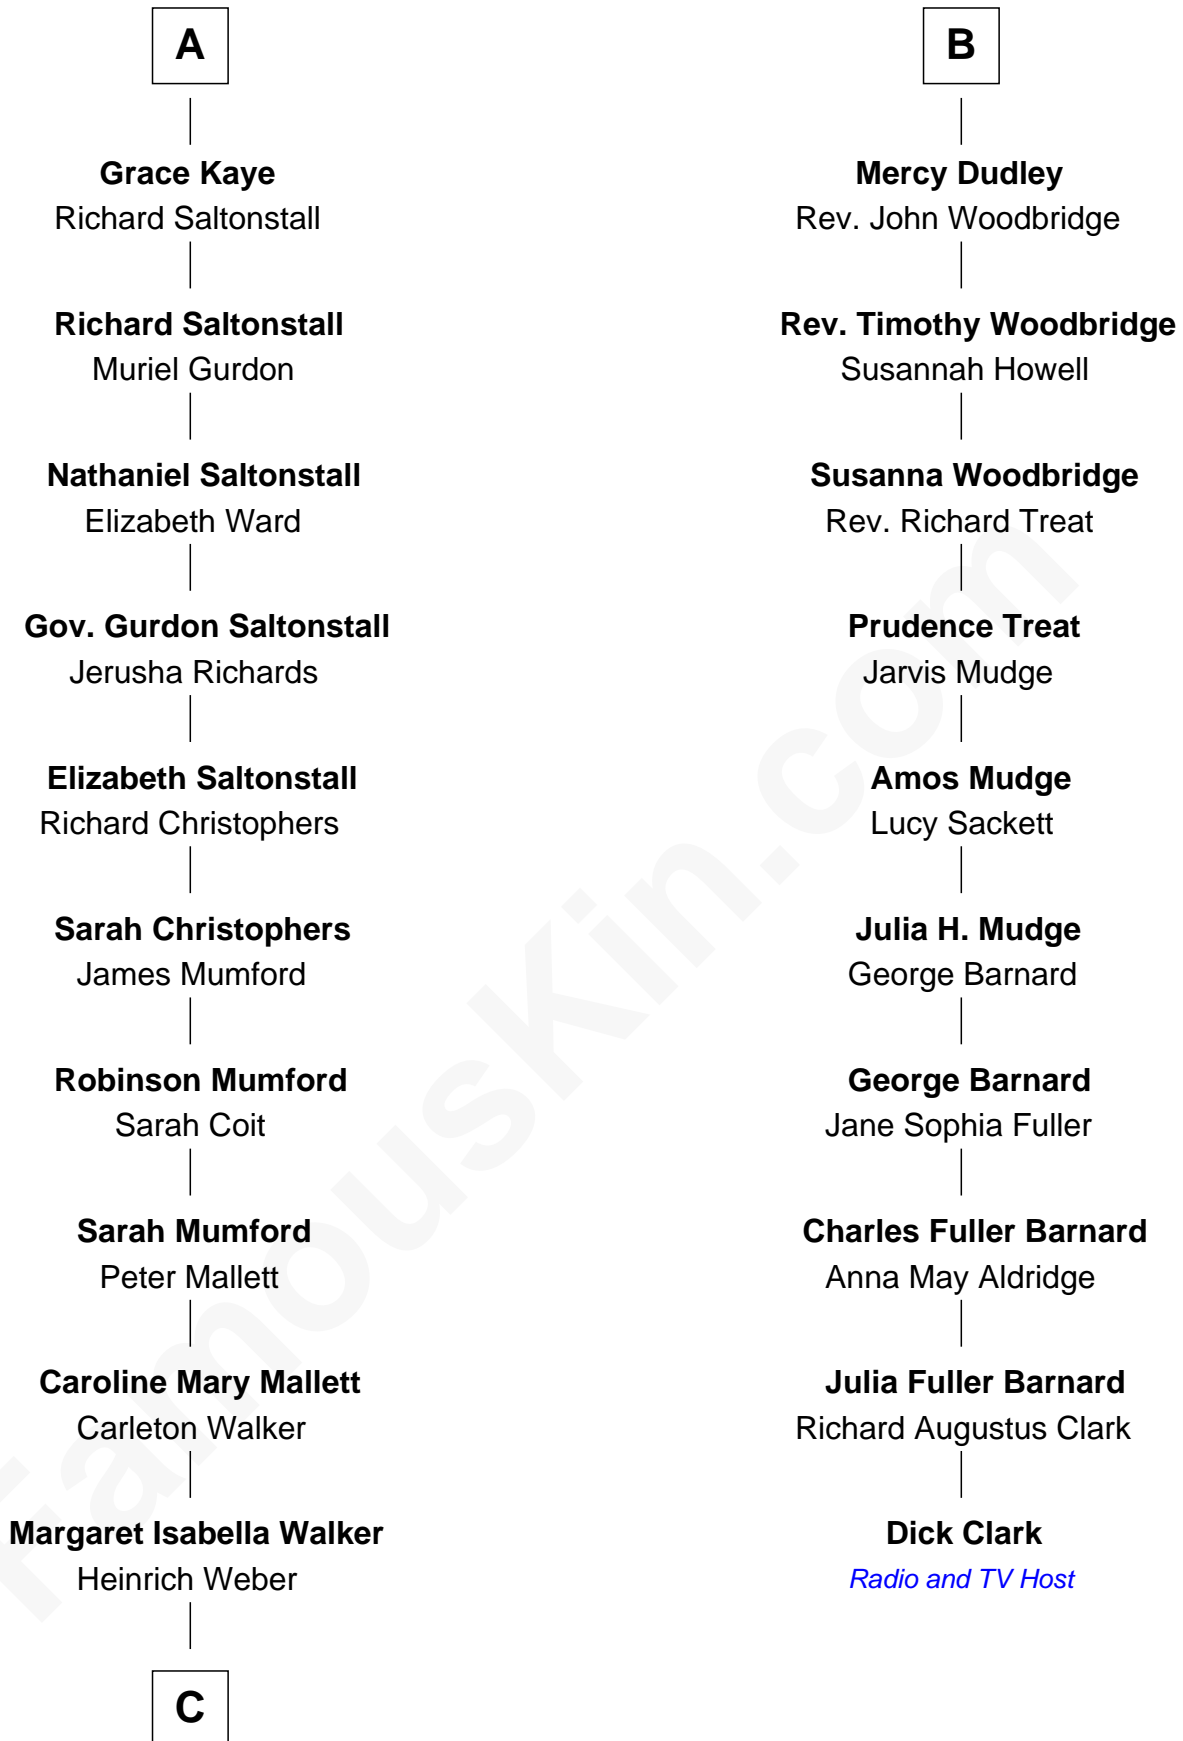 A
Grace Kaye
Richard Saltonstall
Richard Saltonstall
Muriel Gurdon
Nathaniel Saltonstall
Elizabeth Ward
Gov. Gurdon Saltonstall
Jerusha Richards
Elizabeth Saltonstall
Richard Christophers
Sarah Christophers
James Mumford
Robinson Mumford
Sarah Coit
Sarah Mumford
Peter Mallett
Caroline Mary Mallett
Carleton Walker
Margaret Isabella Walker
Heinrich Weber
C
B
Mercy Dudley
Rev. John Woodbridge
Rev. Timothy Woodbridge
Susannah Howell
Susanna Woodbridge
Rev. Richard Treat
Prudence Treat
Jarvis Mudge
Amos Mudge
Lucy Sackett
Julia H. Mudge
George Barnard
George Barnard
Jane Sophia Fuller
Charles Fuller Barnard
Anna May Aldridge
Julia Fuller Barnard
Richard Augustus Clark
Dick Clark
Radio and TV Host
FamousKin.com